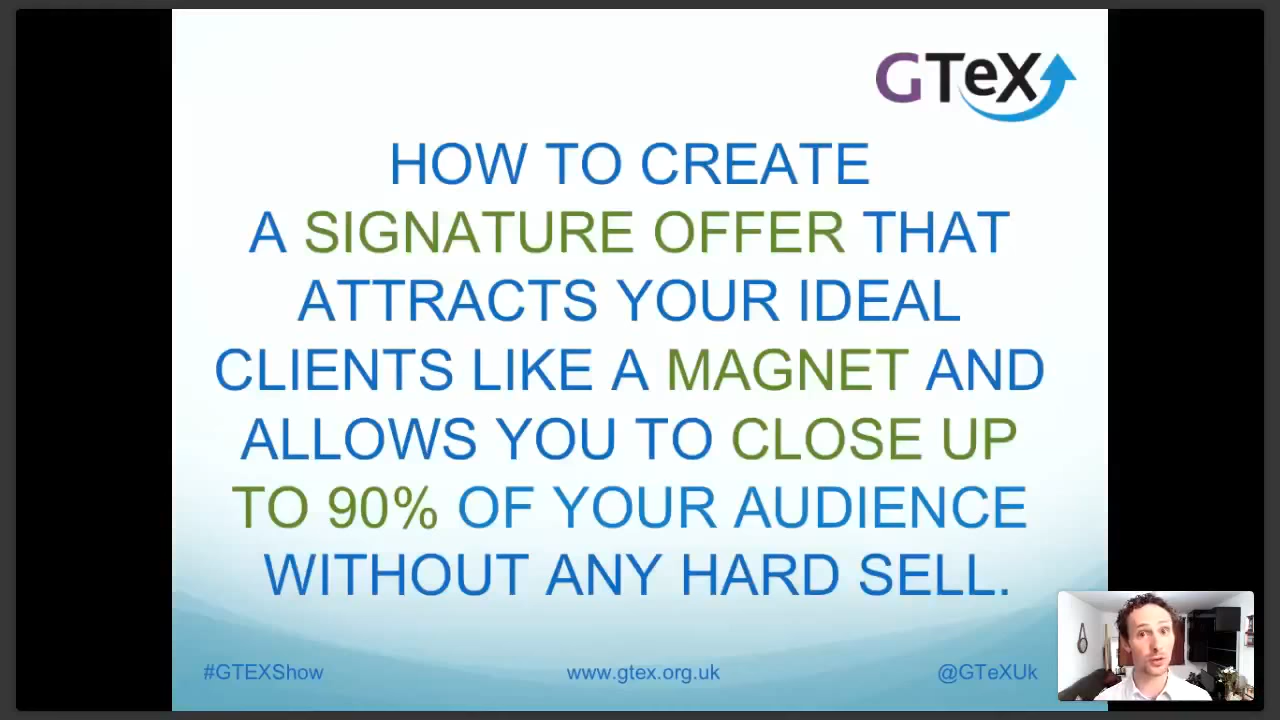 GTeX
HOW TO CREATE
A SIGNATURE OFFER THAT
ATTRACTS YOUR IDEAL
CLIENTS LIKE A MAGNET AND
ALLOWS YOU TO CLOSE UP
TO 90% OF YOUR AUDIENCE
WITHOUT ANY HARD SELL.
#GTEXShow
www.gtex.org.uk
@GTeXUk